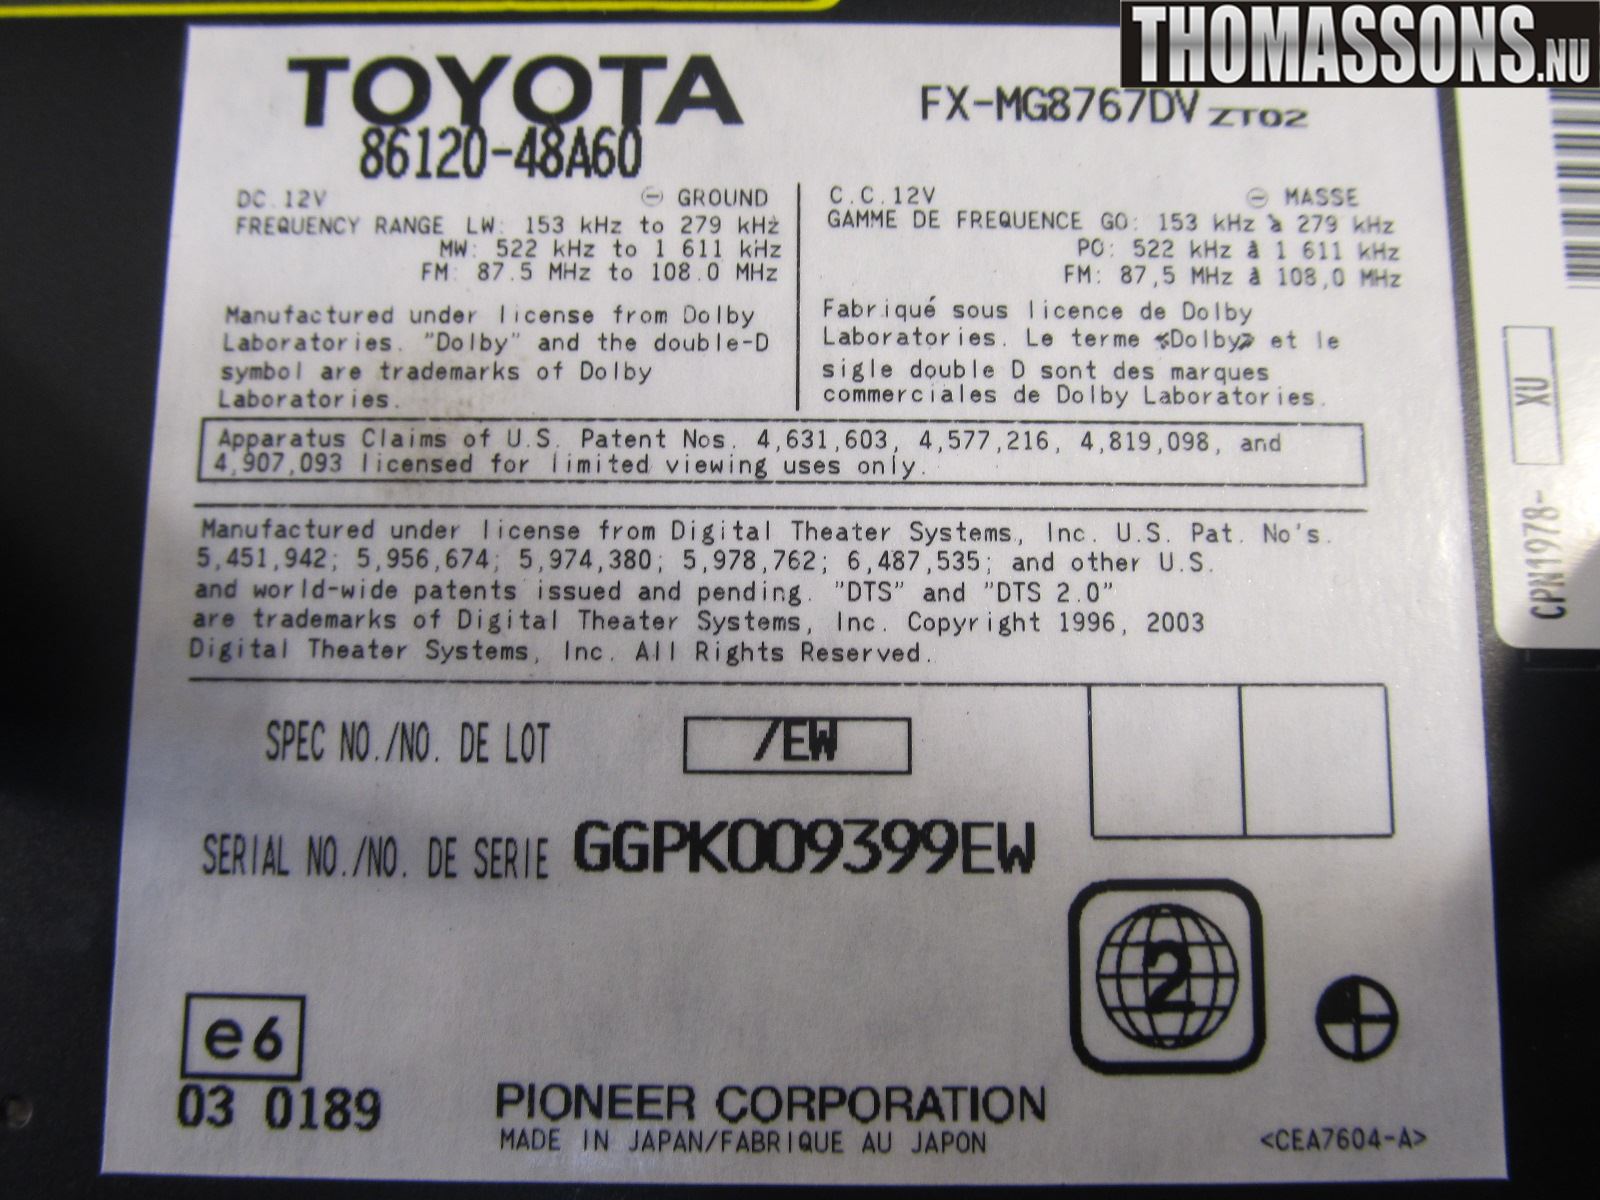 THOMASSONS.NU
TOYOTA
86120-48A60
FX-MG8767DV ZT02
DC 12V
⊖ GROUND
FREQUENCY RANGE LW: 153 kHz to 279 kHz
MW: 522 kHz to 1 611 kHz
FM: 87.5 MHz to 108.0 MHz
Manufactured under license from Dolby
Laboratories. "Dolby" and the double-D
symbol are trademarks of Dolby
Laboratories.
C.C.12V
⊖ MASSE
GAMME DE FREQUENCE GO: 153 kHz à 279 kHz
PO: 522 kHz à 1 611 kHz
FM: 87,5 MHz à 108,0 MHz
Fabriqué sous licence de Dolby
Laboratories. Le terme «Dolby» et le
sigle double D sont des marques
commerciales de Dolby Laboratories.
Apparatus Claims of U.S. Patent Nos. 4,631,603, 4,577,216, 4,819,098, and
4,907,093 licensed for limited viewing uses only.
Manufactured under license from Digital Theater Systems, Inc. U.S. Pat. No's.
5,451,942; 5,956,674; 5,974,380; 5,978,762; 6,487,535; and other U.S.
and world-wide patents issued and pending. "DTS" and "DTS 2.0"
are trademarks of Digital Theater Systems, Inc. Copyright 1996, 2003
Digital Theater Systems, Inc. All Rights Reserved.
SPEC NO./NO. DE LOT /EW
SERIAL NO./NO. DE SERIE GGPK009399EW
2
e6
03 0189
PIONEER CORPORATION
MADE IN JAPAN/FABRIQUE AU JAPON
<CEA7604-A>
XU
CPN1978-